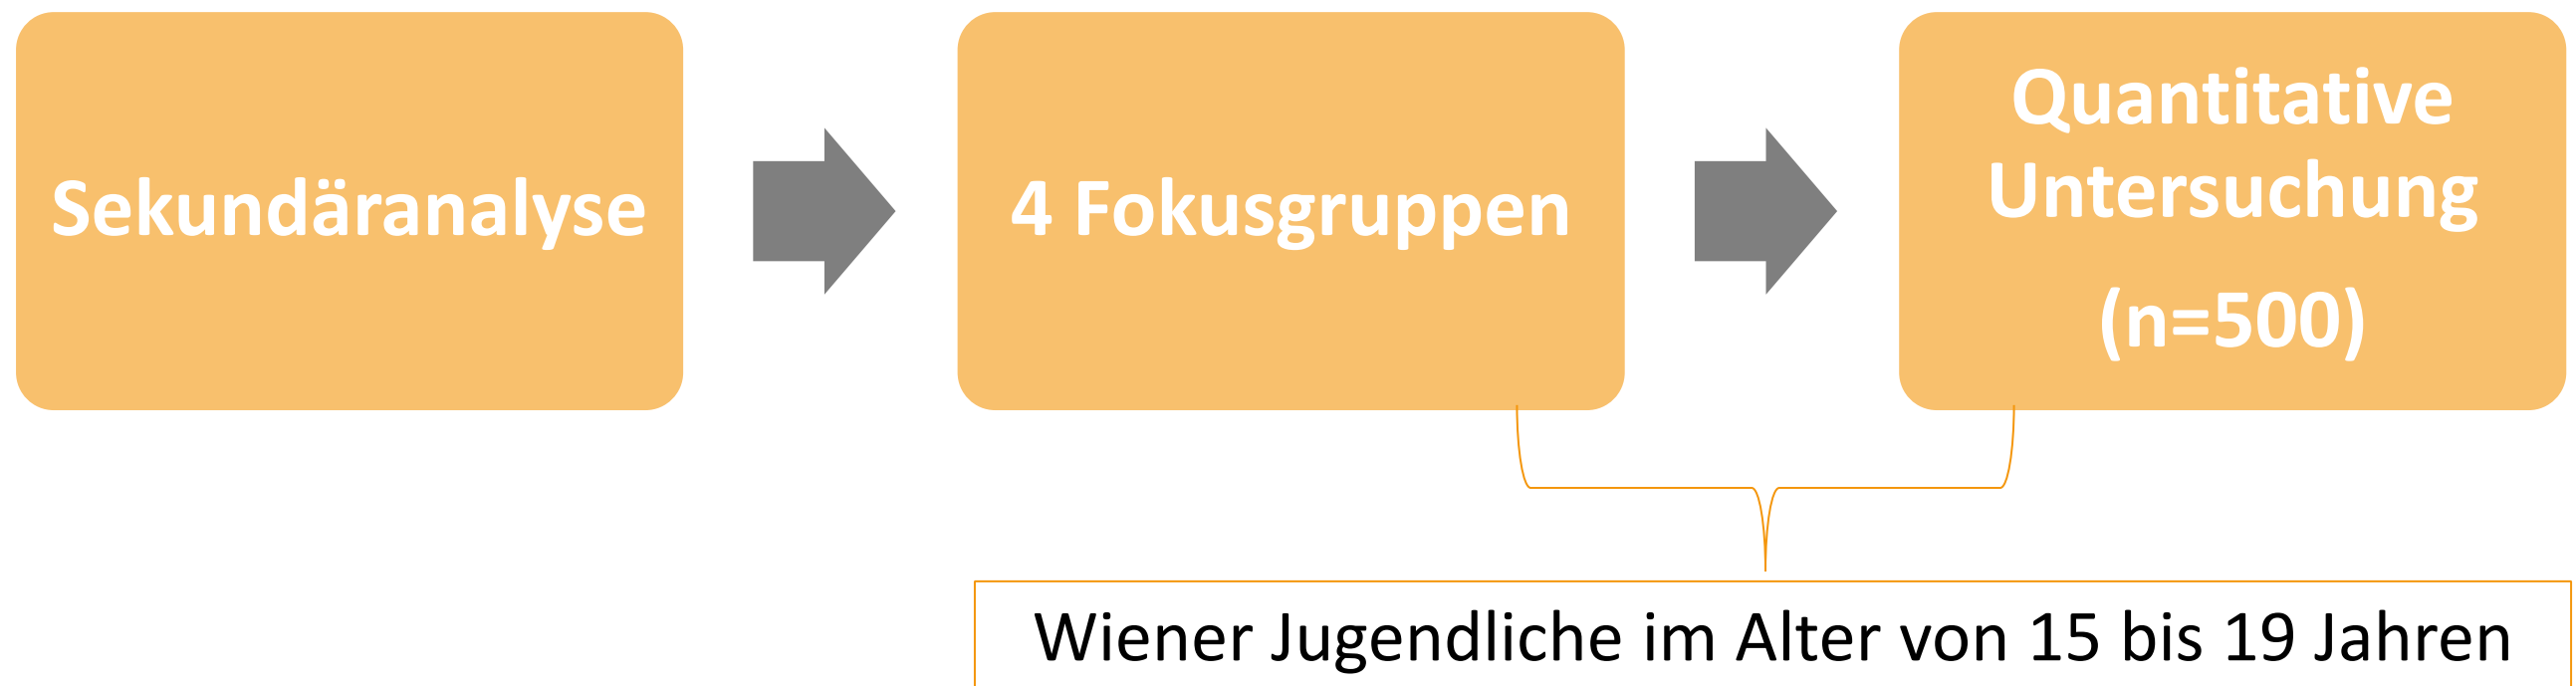 Sekundäranalyse
4 Fokusgruppen
Quantitative
Untersuchung
(n=500)
Wiener Jugendliche im Alter von 15 bis 19 Jahren